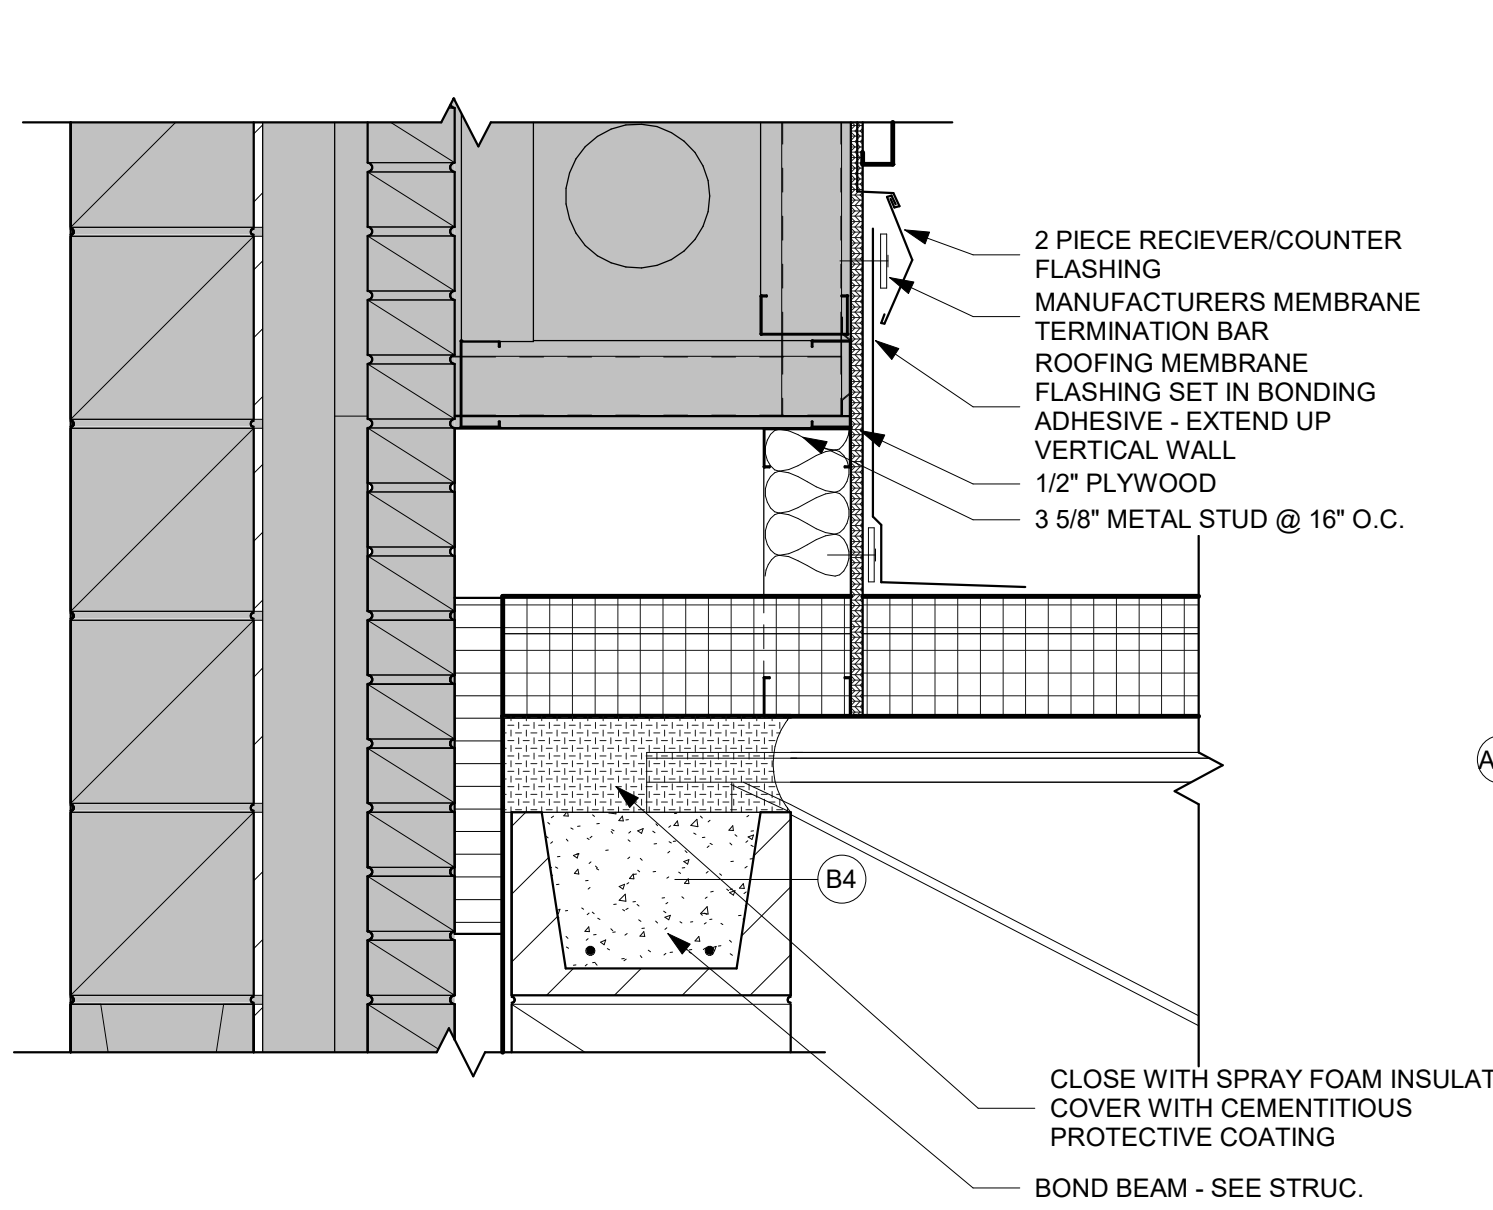 2 PIECE RECIEVER/COUNTER
FLASHING
MANUFACTURERS MEMBRANE
TERMINATION BAR
ROOFING MEMBRANE
FLASHING SET IN BONDING
ADHESIVE - EXTEND UP
VERTICAL WALL
1/2" PLYWOOD
3 5/8" METAL STUD @ 16" O.C.
A
B4
CLOSE WITH SPRAY FOAM INSULAT
COVER WITH CEMENTITIOUS
PROTECTIVE COATING
BOND BEAM - SEE STRUC.